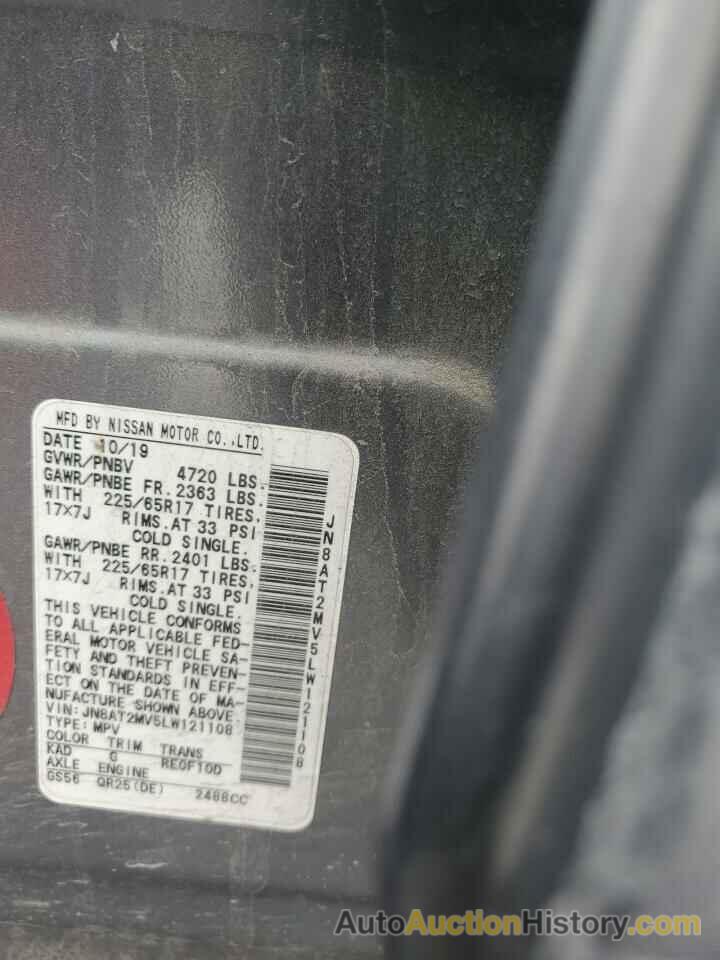 MFD BY NISSAN MOTOR CO.,LTD.
DATE 10/19
GVWR/PNBV 4720 LBS.
GAWR/PNBE FR. 2363 LBS.
WITH 225/65R17 TIRES,
17×7J RIMS.AT 33 PSI
COLD SINGLE.
GAWR/PNBE RR. 2401 LBS.
WITH 225/65R17 TIRES,
17×7J RIMS.AT 33 PSI
COLD SINGLE.
THIS VEHICLE CONFORMS
TO ALL APPLICABLE FED-
ERAL MOTOR VEHICLE SA-
FETY AND THEFT PREVEN-
TION STANDARDS IN EFF-
ECT ON THE DATE OF MA-
NUFACTURE SHOWN ABOVE.
VIN: JN8AT2MV5LW121108
TYPE: MPV
COLOR TRIM TRANS
KAD G RE0F10D
AXLE ENGINE
GS56 QR25(DE) 2488CC
JN8AT2MV5LW121108
AutoAuctionHistory.com